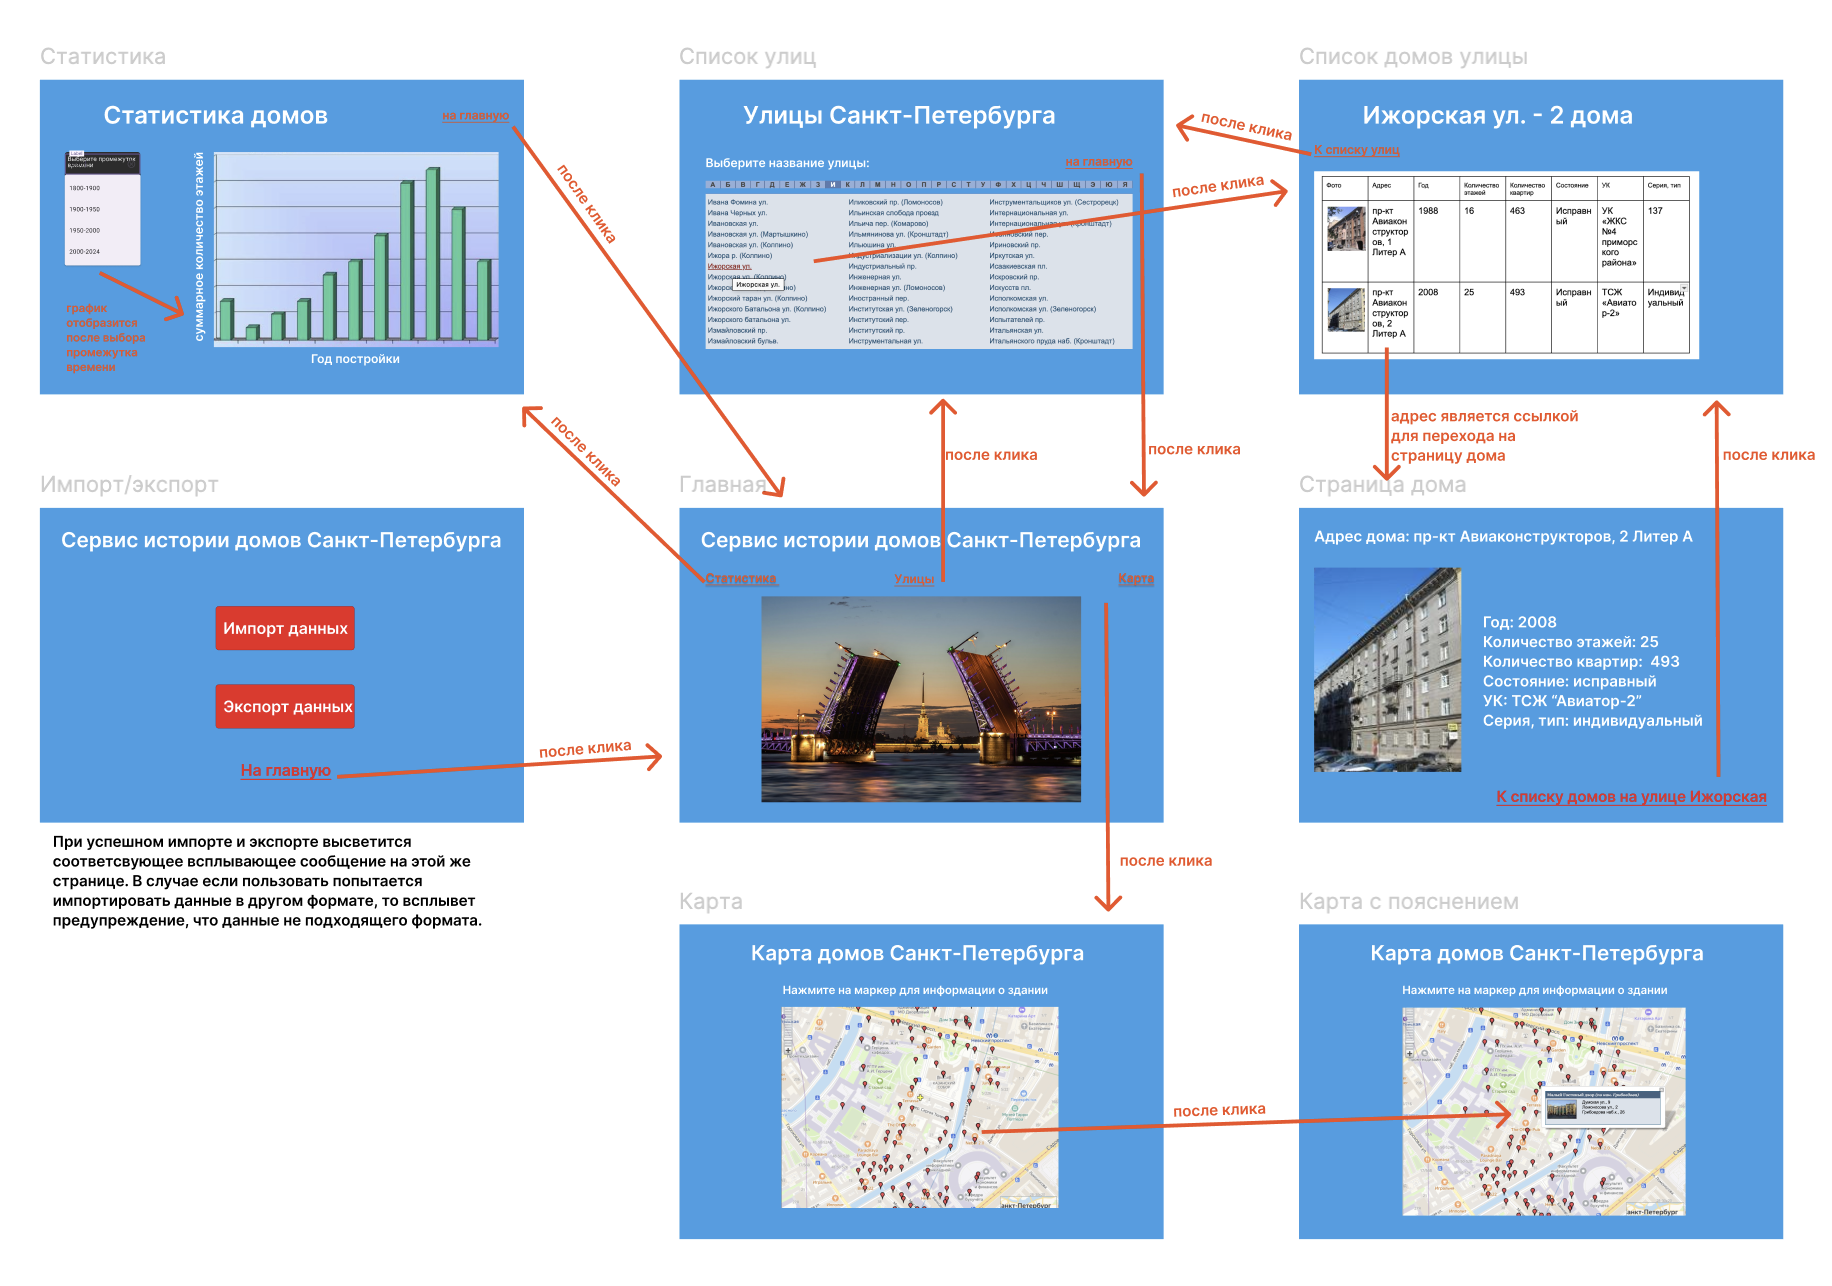 Статистика
Статистика домов
на главную
Выберите промежуток
времени
1800-1900
1900-1950
1950-2000
2000-2024
график
отобразится
после выбора
промежутка
времени
суммарное количество этажей
Год постройки
после клика
Список улиц
Улицы Санкт-Петербурга
Выберите название улицы:
на главную
А Б В Г Д Е Ж З И К Л М Н О П Р С Т У Ф Х Ц Ч Ш Щ Э Ю Я
Ивана Фомина ул.
Ивана Черных ул.
Ивановская ул.
Ивановская ул. (Мартышкино)
Ивановская ул. (Колпино)
Ижора р. (Колпино)
Ижорская ул.
Ижорская ул. (Колпино)
Ижорская ул.
Ижорский таран ул. (Колпино)
Ижорского Батальона ул. (Колпино)
Ижорского батальона ул.
Измайловский пр.
Измайловский бульв.
Иликовский пр. (Ломоносов)
Ильинская слобода проезд
Ильича пер. (Комарово)
Ильмянинова ул. (Кронштадт)
Ильюшина ул.
Индустриализации ул. (Колпино)
Индустриальный пр.
Инженерная ул.
Инженерная ул. (Ломоносов)
Иностранный пер.
Институтская ул. (Зеленогорск)
Институтский пер.
Институтский пр.
Инструментальная ул.
Инструментальщиков ул. (Сестрорецк)
Интернациональная ул.
Интернациональная ул. (Кронштадт)
пер.
Ириновский пр.
Иркутская ул.
Исаакиевская пл.
Искровский пр.
Искусств пл.
Исполкомская ул.
Исполкомская ул. (Зеленогорск)
Испытателей пр.
Итальянская ул.
Итальянского пруда наб. (Кронштадт)
после клика
после клика
Список домов улицы
Ижорская ул. - 2 дома
К списку улиц
после клика
Фото Адрес Год Количество этажей Количество квартир Состояние УК Серия, тип
пр-кт Авиаконструкторов, 1 Литер А 1988 16 463 Исправный УК «ЖКС №4 приморского района» 137
пр-кт Авиаконструкторов, 2 Литер А 2008 25 493 Исправный ТСЖ «Авиатор-2» Индивидуальный
адрес является ссылкой
для перехода на
страницу дома
после клика
Импорт/экспорт
Сервис истории домов Санкт-Петербурга
Импорт данных
Экспорт данных
На главную
после клика
При успешном импорте и экспорте высветится
соответсвующее всплывающее сообщение на этой же
странице. В случае если пользовать попытается
импортировать данные в другом формате, то всплывет
предупреждение, что данные не подходящего формата.
Главная
после клика
Сервис истории домов Санкт-Петербурга
Статистика
Улицы
Карта
после клика
Страница дома
Адрес дома: пр-кт Авиаконструкторов, 2 Литер А
Год: 2008
Количество этажей: 25
Количество квартир: 493
Состояние: исправный
УК: ТСЖ “Авиатор-2”
Серия, тип: индивидуальный
К списку домов на улице Ижорская
Карта
Карта домов Санкт-Петербурга
Нажмите на маркер для информации о здании
Невский проспект
анкт-Петербург
после клика
Карта с пояснением
Карта домов Санкт-Петербурга
Нажмите на маркер для информации о здании
Думская ул., 9
Ломоносова ул., 2
анкт-Петербург